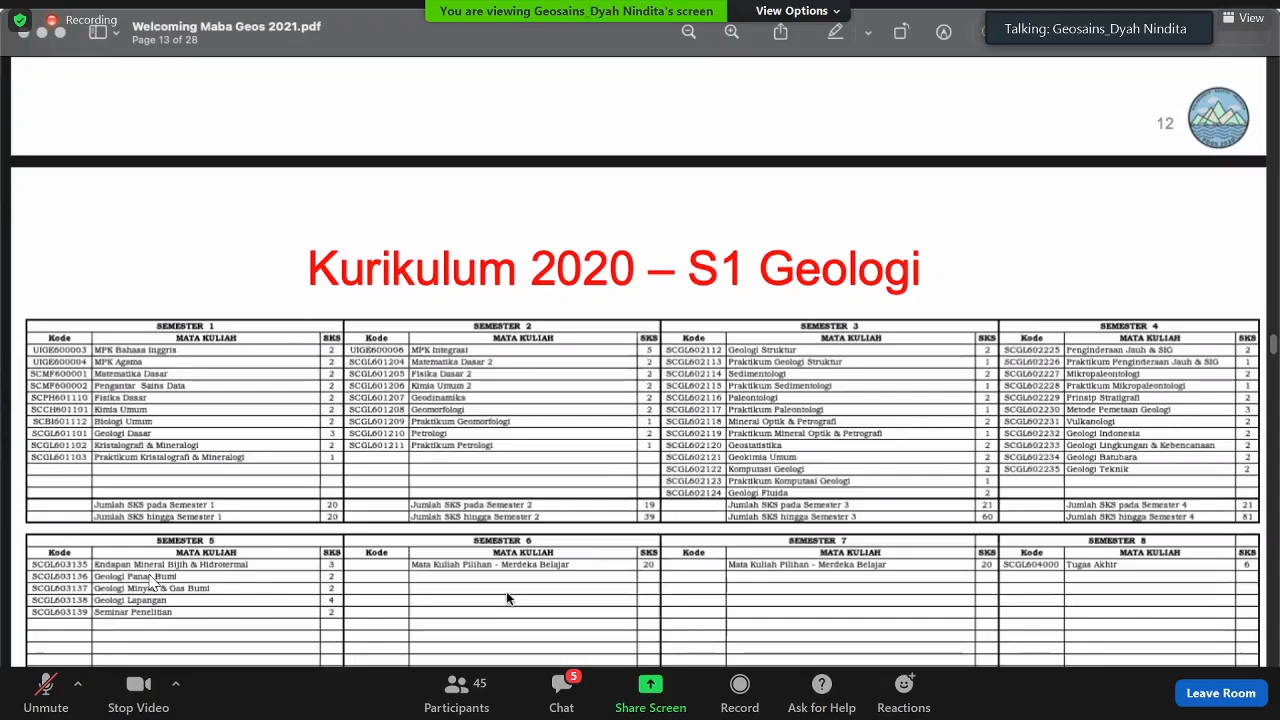 Recording
You are viewing Geosains_Dyah Nindita's screen
View Options
Talking: Geosains_Dyah Nindita
View
Welcoming Maba Geos 2021.pdf
Page 13 of 28
12
Kurikulum 2020 – S1 Geologi
SEMESTER 1
Kode MATA KULIAH SKS
UIGE600003 MPK Bahasa Inggris 2
UIGE600004 MPK Agama 2
SCMF600001 Matematika Dasar 2
SCMF600002 Pengantar Sains Data 2
SCPH601110 Fisika Dasar 2
SCCH601101 Kimia Umum 2
SCBI601112 Biologi Umum 2
SCGL601101 Geologi Dasar 3
SCGL601102 Kristalografi & Mineralogi 2
SCGL601103 Praktikum Kristalografi & Mineralogi 1
Jumlah SKS pada Semester 1 20
Jumlah SKS hingga Semester 1 20
SEMESTER 2
Kode MATA KULIAH SKS
UIGE600006 MPK Integrasi 5
SCGL601204 Matematika Dasar 2 2
SCGL601205 Fisika Dasar 2 2
SCGL601206 Kimia Umum 2 2
SCGL601207 Geodinamika 2
SCGL601208 Geomorfologi 2
SCGL601209 Praktikum Geomorfologi 1
SCGL601210 Petrologi 2
SCGL601211 Praktikum Petrologi 1
Jumlah SKS pada Semester 2 19
Jumlah SKS hingga Semester 2 39
SEMESTER 3
Kode MATA KULIAH SKS
SCGL602112 Geologi Struktur 2
SCGL602113 Praktikum Geologi Struktur 1
SCGL602114 Sedimentologi 2
SCGL602115 Praktikum Sedimentologi 1
SCGL602116 Paleontologi 2
SCGL602117 Praktikum Paleontologi 1
SCGL602118 Mineral Optik & Petrografi 2
SCGL602119 Praktikum Mineral Optik & Petrografi 1
SCGL602120 Geostatistika 2
SCGL602121 Geokimia Umum 2
SCGL602122 Komputasi Geologi 2
SCGL602123 Praktikum Komputasi Geologi 1
SCGL602124 Geologi Fluida 2
Jumlah SKS pada Semester 3 21
Jumlah SKS hingga Semester 3 60
SEMESTER 4
Kode MATA KULIAH SKS
SCGL602225 Penginderaan Jauh & SIG 2
SCGL602226 Praktikum Penginderaan Jauh & SIG 1
SCGL602227 Mikropaleontologi 2
SCGL602228 Praktikum Mikropaleontologi 1
SCGL602229 Prinsip Stratigrafi 2
SCGL602230 Metode Pemetaan Geologi 3
SCGL602231 Vulkanologi 2
SCGL602232 Geologi Indonesia 2
SCGL602233 Geologi Lingkungan & Kebencanaan 2
SCGL602234 Geologi Batubara 2
SCGL602235 Geologi Teknik 2
Jumlah SKS pada Semester 4 21
Jumlah SKS hingga Semester 4 81
SEMESTER 5
Kode MATA KULIAH SKS
SCGL603135 Endapan Mineral Bijih & Hidrotermal 3
SCGL603136 Geologi Panas Bumi 2
SCGL603137 Geologi Minyak & Gas Bumi 2
SCGL603138 Geologi Lapangan 4
SCGL603139 Seminar Penelitian 2
SEMESTER 6
Kode MATA KULIAH SKS
Mata Kuliah Pilihan - Merdeka Belajar 20
SEMESTER 7
Kode MATA KULIAH SKS
Mata Kuliah Pilihan - Merdeka Belajar 20
SEMESTER 8
Kode MATA KULIAH SKS
SCGL604000 Tugas Akhir 6
Unmute
Stop Video
45
Participants
5
Chat
Share Screen
Record
Ask for Help
Reactions
Leave Room